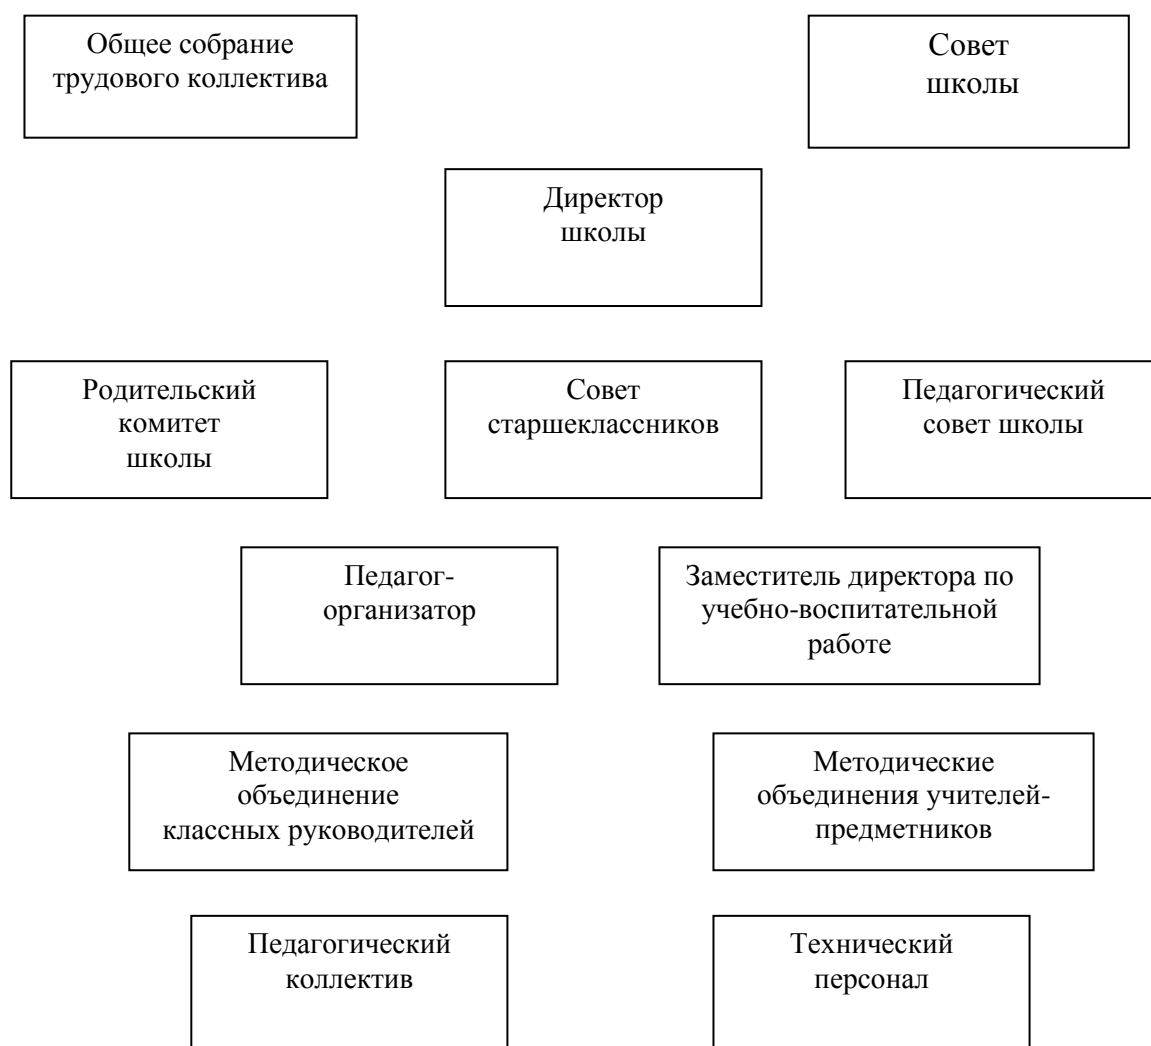 Общее собрание
трудового коллектива
Совет
школы
Директор
школы
Родительский
комитет
школы
Совет
старшеклассников
Педагогический
совет школы
Педагог-
организатор
Заместитель директора по
учебно-воспитательной
работе
Методическое
объединение
классных руководителей
Методические
объединения учителей-
предметников
Педагогический
коллектив
Технический
персонал